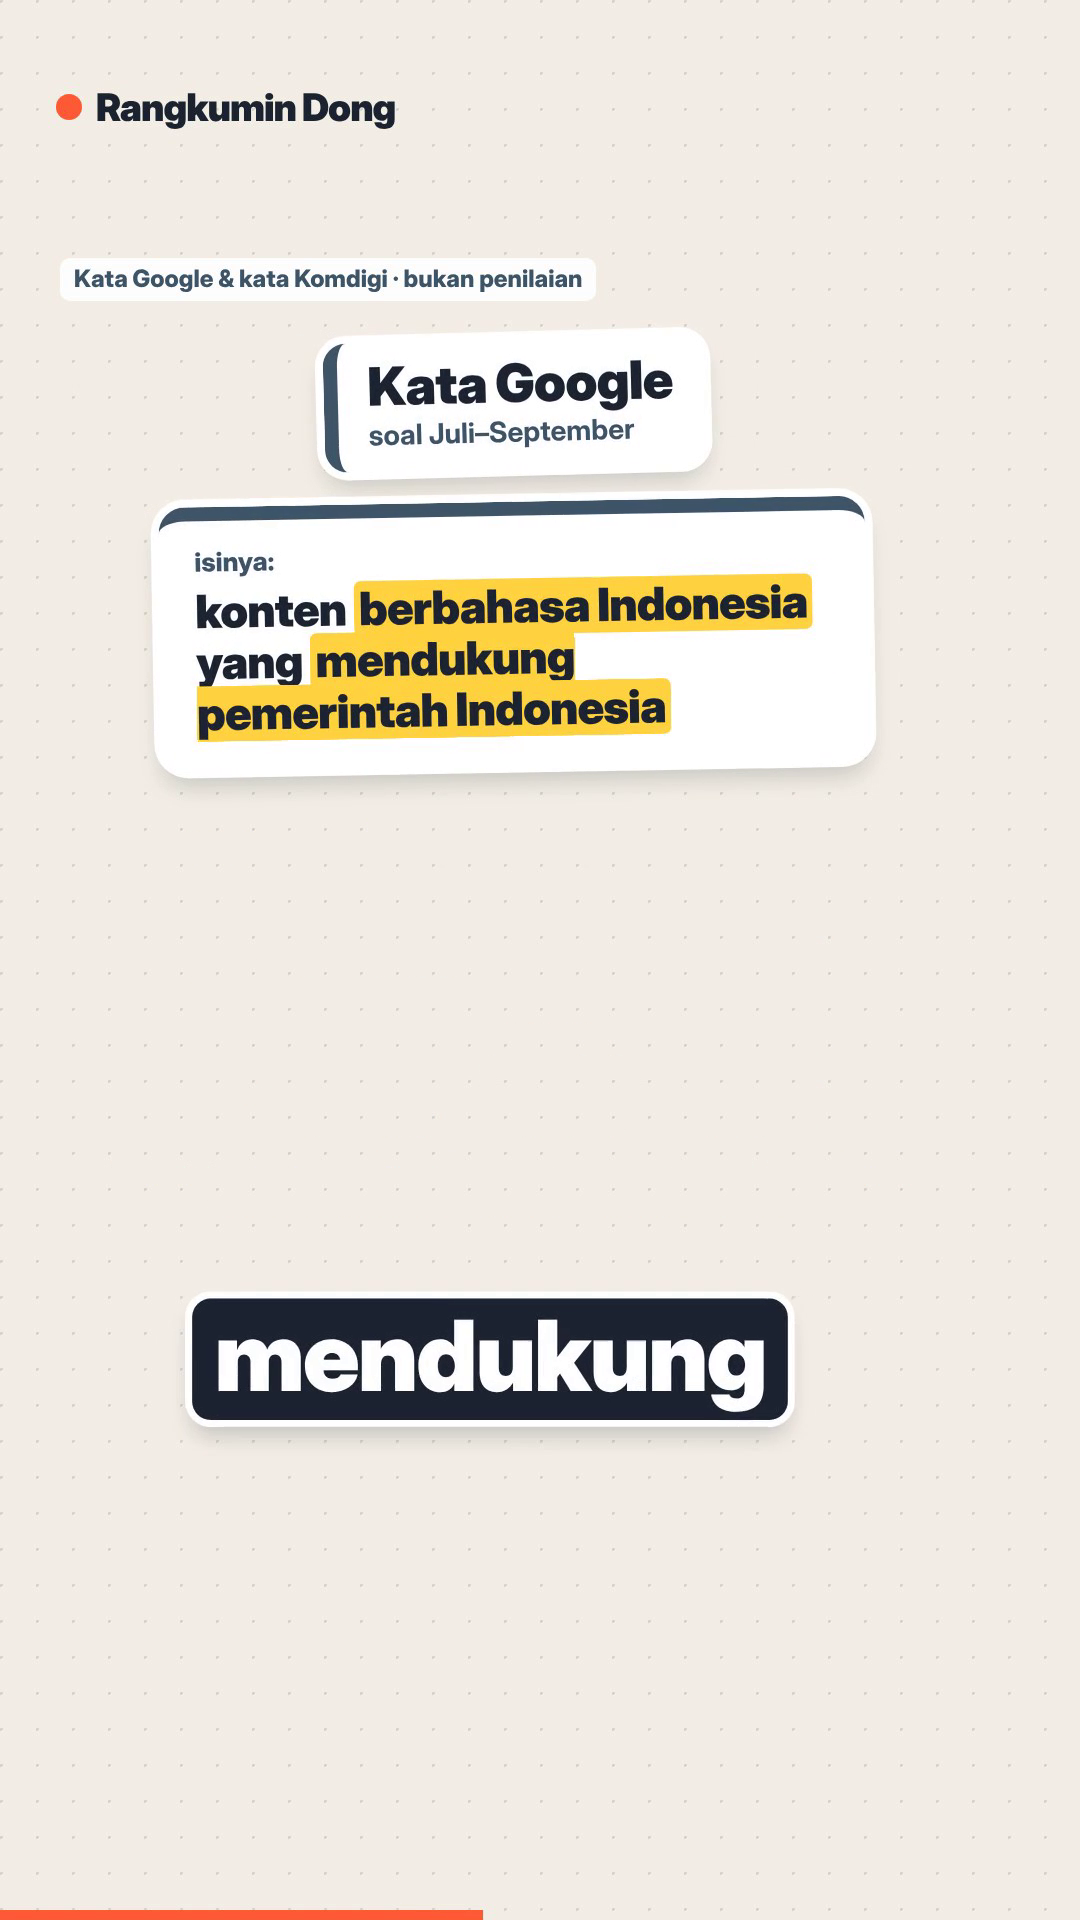 Rangkumin Dong
Kata Google & kata Komdigi · bukan penilaian
Kata Google
soal Juli–September
isinya:
konten berbahasa Indonesia
yang mendukung
pemerintah Indonesia
mendukung